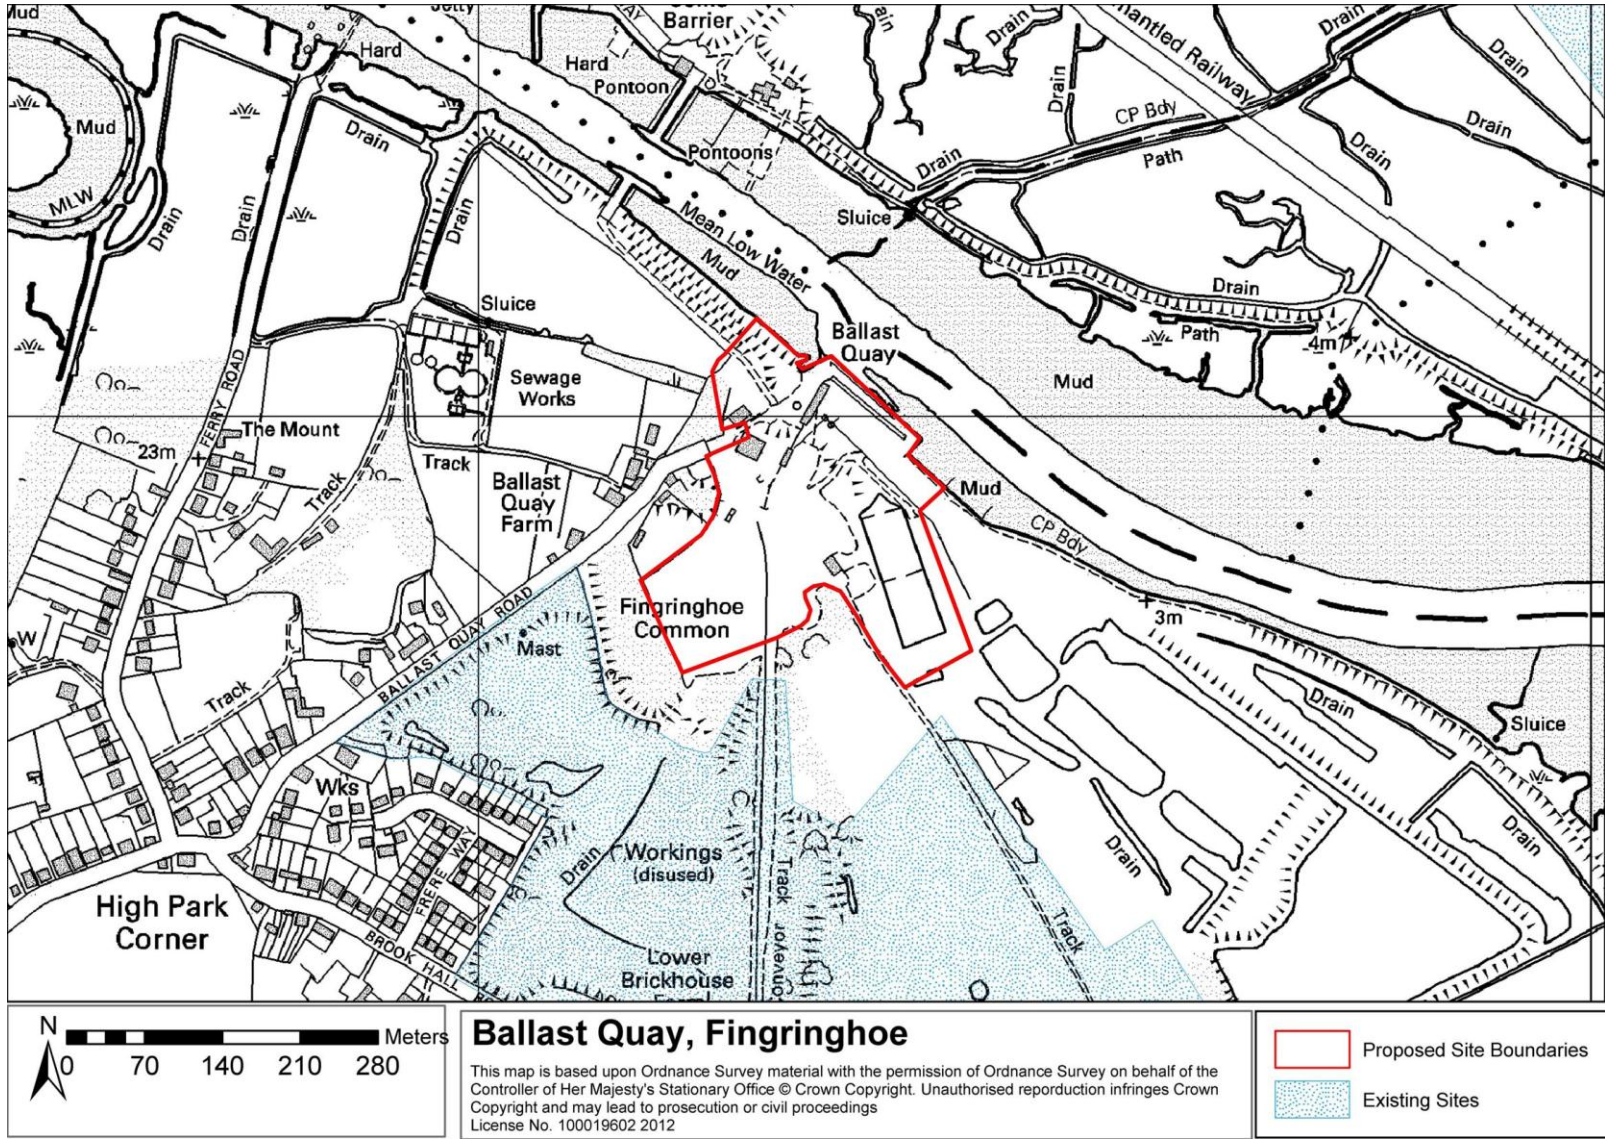 Mud
Jetty
Barrier
Drain
Drain
Dismantled Railway
Drain
Drain
Hard
Hard
Pontoon
Drain
Mud
Drain
CP Bdy
Drain
Pontoons
Drain
Path
Drain
MLW
Drain
Drain
Drain
Sluice
Mean Low Water
Mud
Drain
Sluice
Ballast
Quay
Path
4m
Mud
Sewage
Works
FERRY ROAD
The Mount
23m
Track
Track
Ballast
Quay
Farm
Mud
CP Bdy
Fingringhoe
Common
3m
BALLAST QUAY ROAD
Mast
W
Track
Drain
Sluice
Wks
FRERE WAY
Drain
Workings
(disused)
Track
Conveyor
Drain
Drain
High Park
Corner
BROOK HALL
Lower
Brickhouse
Track
N
Meters
0 70 140 210 280
Ballast Quay, Fingringhoe
This map is based upon Ordnance Survey material with the permission of Ordnance Survey on behalf of the
Controller of Her Majesty's Stationary Office © Crown Copyright. Unauthorised reporduction infringes Crown
Copyright and may lead to prosecution or civil proceedings
License No. 100019602 2012
Proposed Site Boundaries
Existing Sites